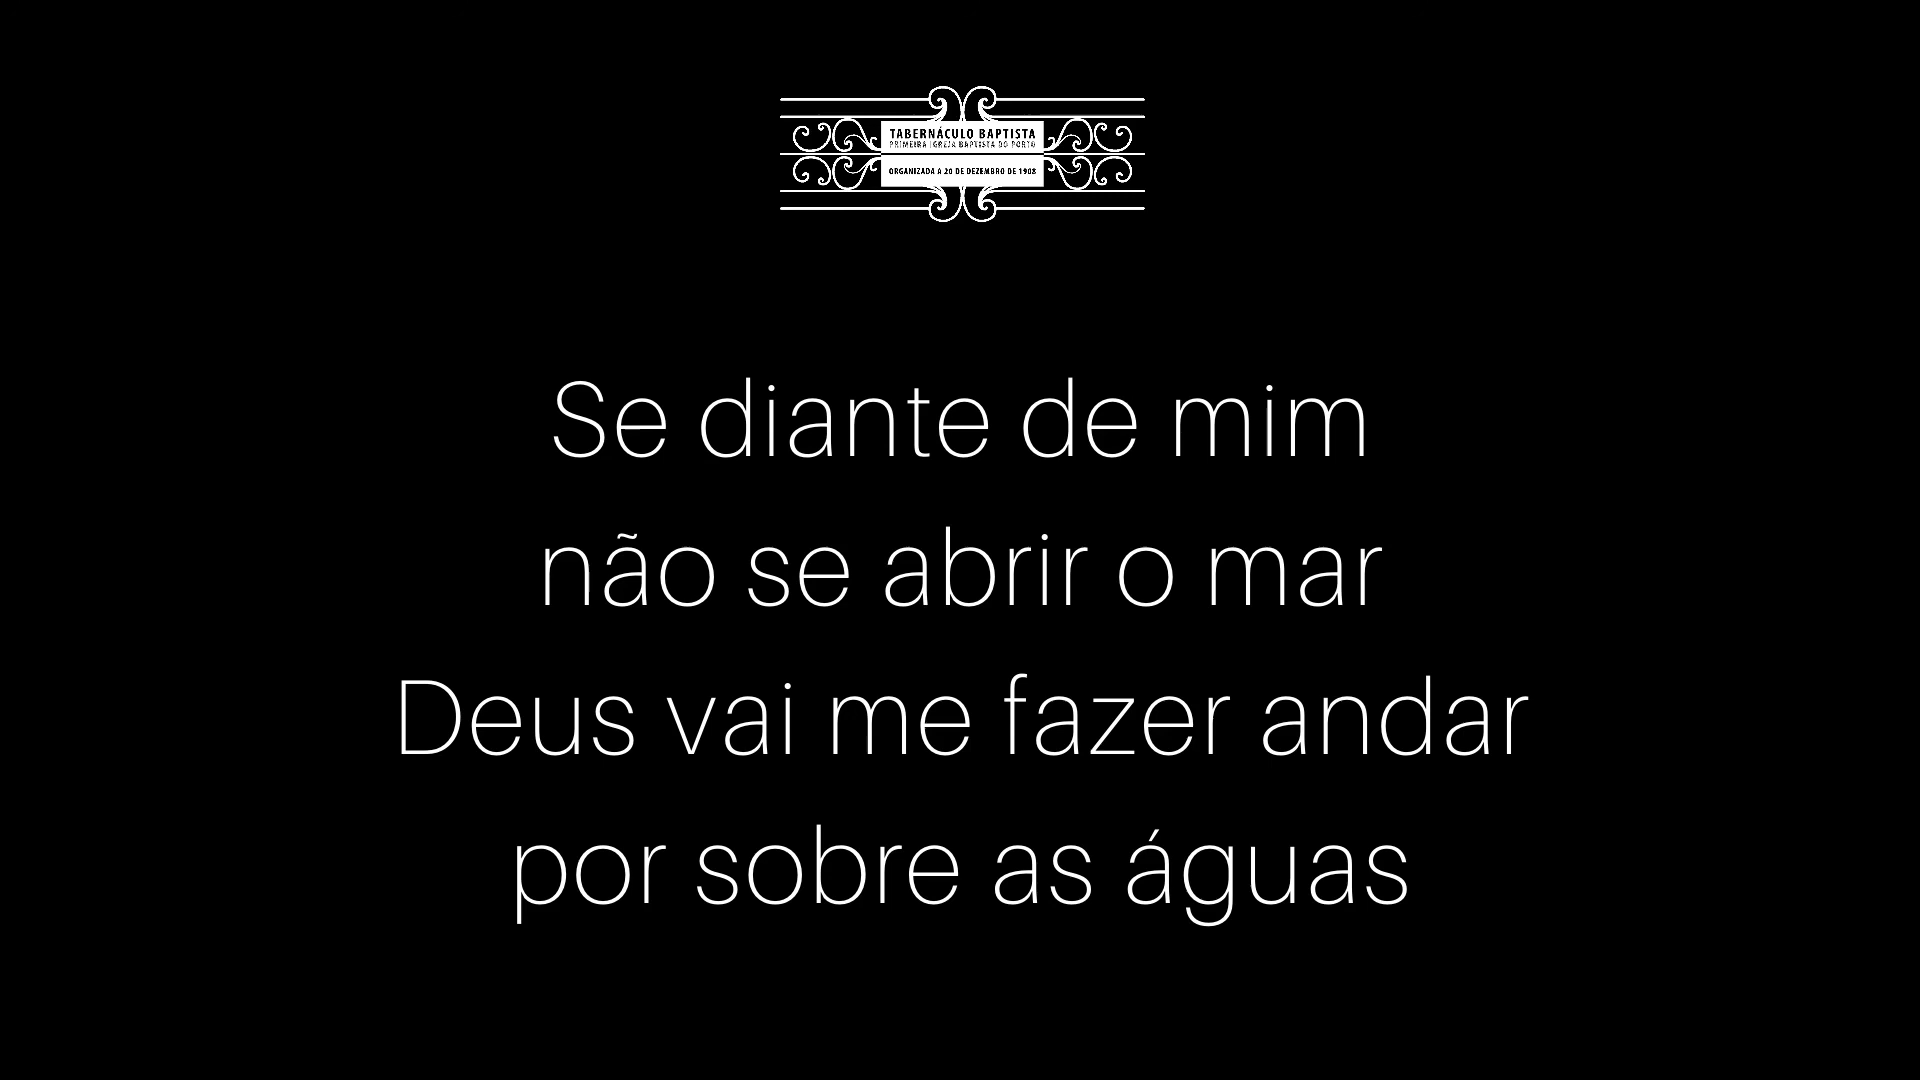 TABERNÁCULO BAPTISTA
PRIMEIRA IGREJA BAPTISTA DO PORTO
ORGANIZADA A 20 DE DEZEMBRO DE 1908
Se diante de mim
não se abrir o mar
Deus vai me fazer andar
por sobre as águas